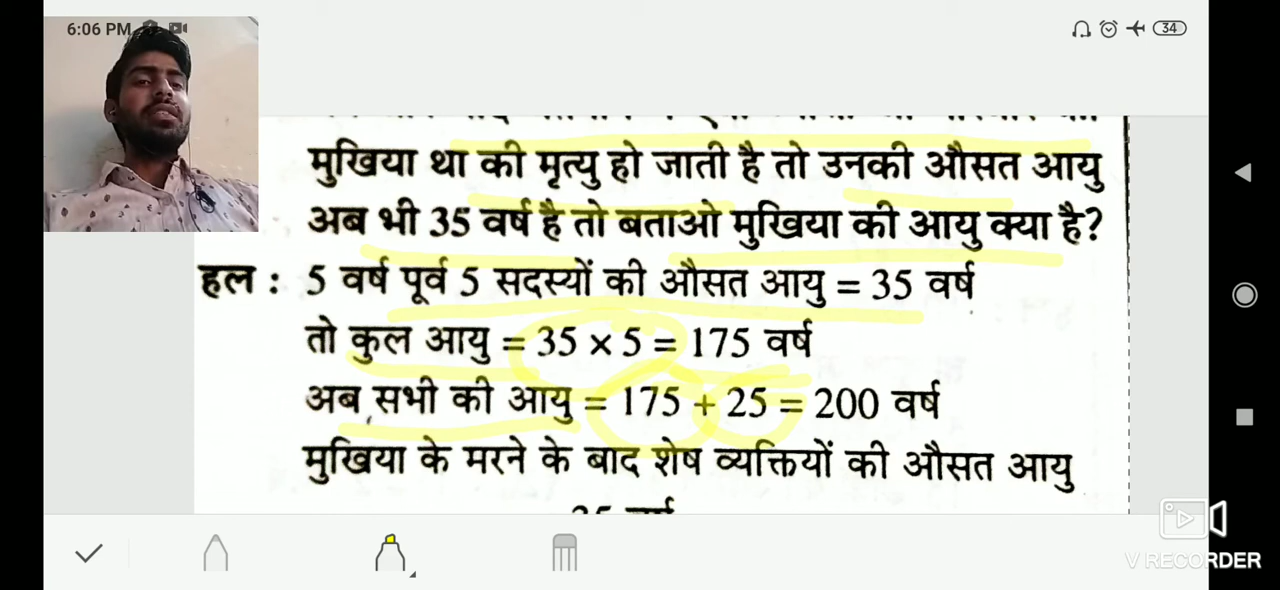 6:06 PM
34
मुखिया था की मृत्यु हो जाती है तो उनकी औसत आयु
अब भी 35 वर्ष है तो बताओ मुखिया की आयु क्या है?
हल : 5 वर्ष पूर्व 5 सदस्यों की औसत आयु = 35 वर्ष
तो कुल आयु = 35 × 5 = 175 वर्ष
अब सभी की आयु = 175 + 25 = 200 वर्ष
मुखिया के मरने के बाद शेष व्यक्तियों की औसत आयु
V RECORDER